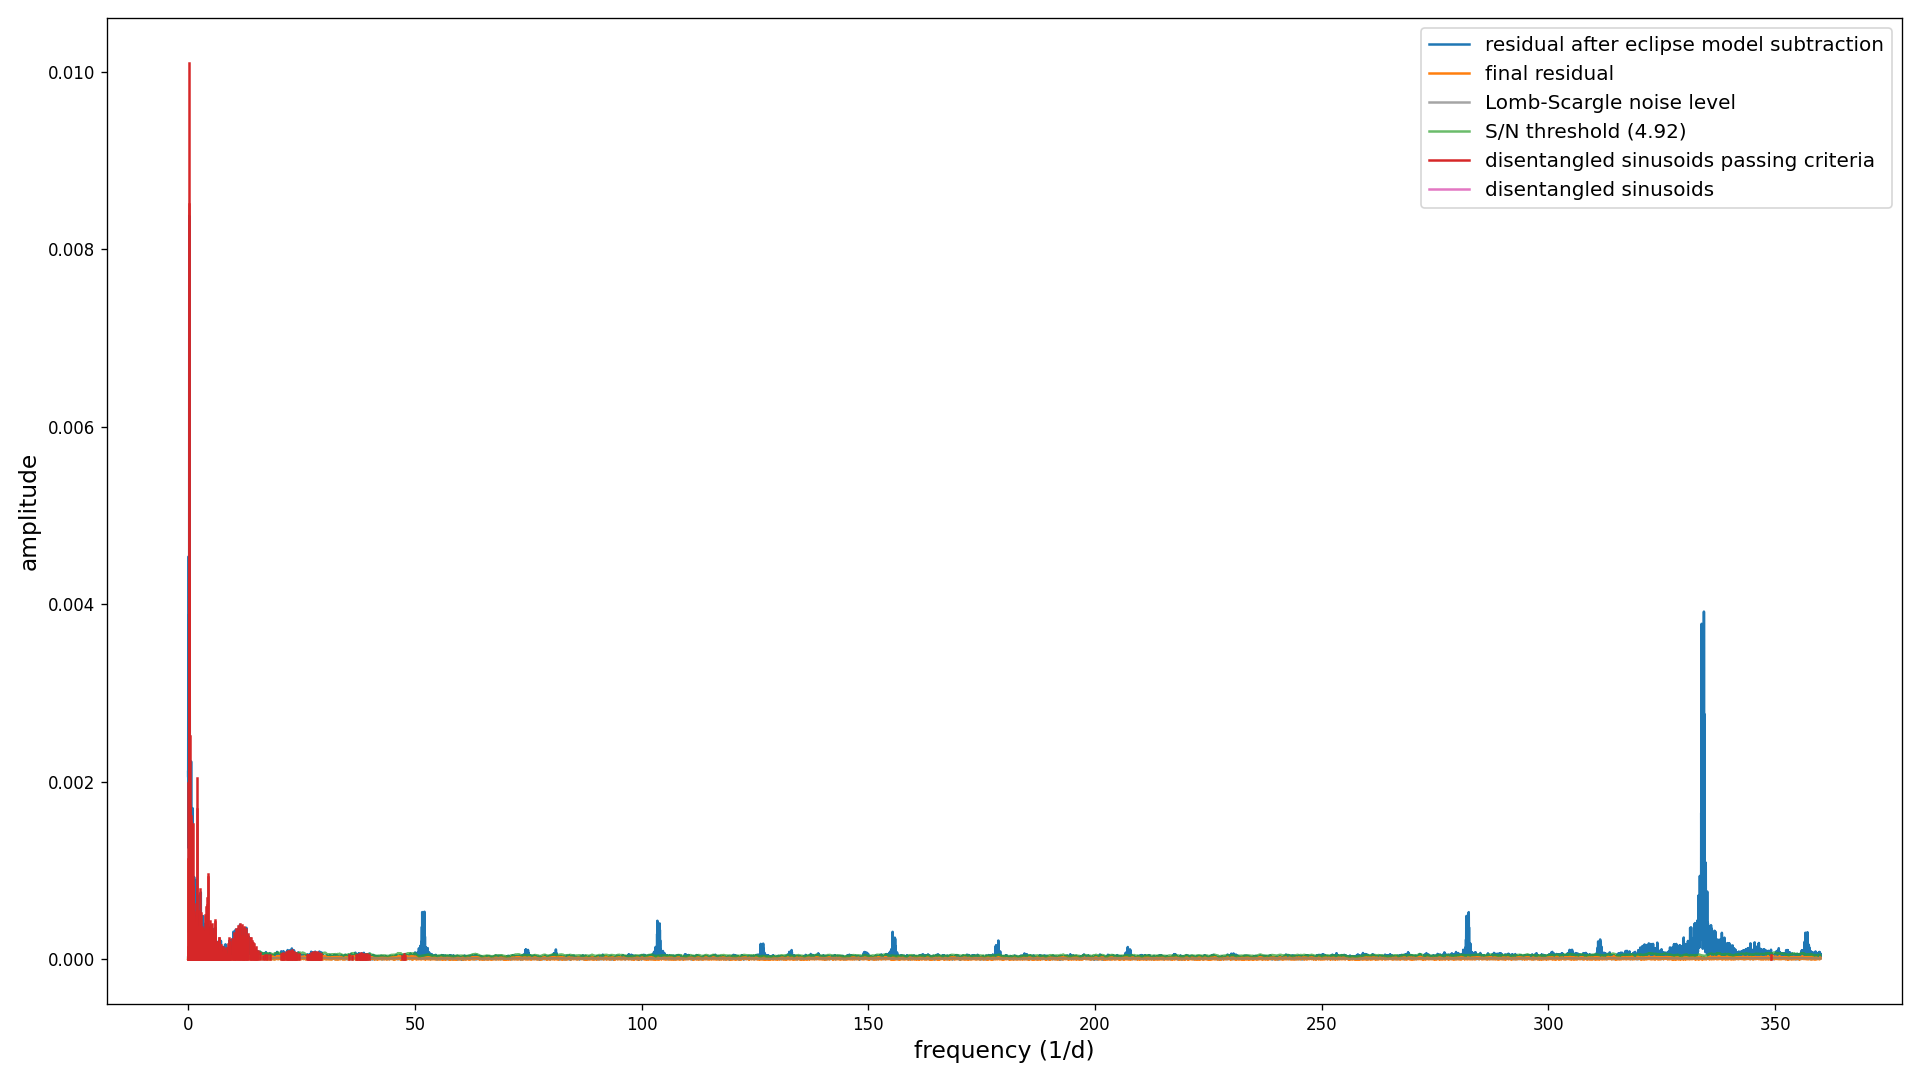 residual after eclipse model subtraction
final residual
Lomb-Scargle noise level
S/N threshold (4.92)
disentangled sinusoids passing criteria
disentangled sinusoids
amplitude
0.010
0.008
0.006
0.004
0.002
0.000
0 50 100 150 200 250 300 350
frequency (1/d)